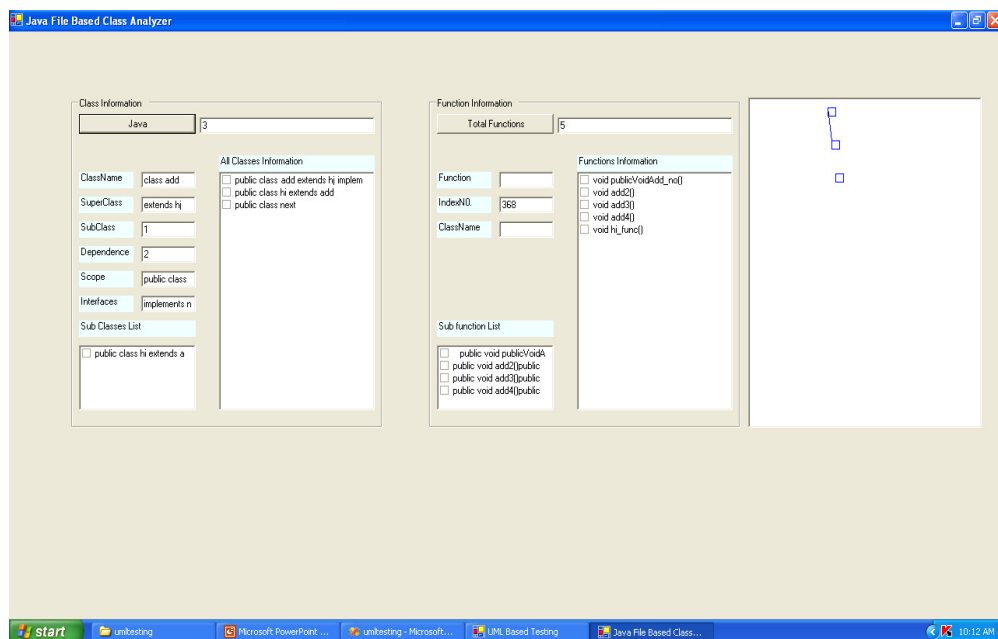 Java File Based Class Analyzer
Class Information
Java
3
All Classes Information
ClassName
class add
SuperClass
extends hj
SubClass
1
Dependence
2
Scope
public class
Interfaces
implements n
public class add extends hj implem
public class hi extends add
public class next
Sub Classes List
public class hi extends a
Function Information
Total Functions
5
Functions Information
Function
IndexN0.
368
ClassName
void publicVoidAdd_no()
void add2()
void add3()
void add4()
void hi_func()
Sub function List
public void publicVoidA
public void add2()public
public void add3()public
public void add4()public
start
umltesting
Microsoft PowerPoint ...
umltesting - Microsoft...
UML Based Testing
Java File Based Class...
10:12 AM